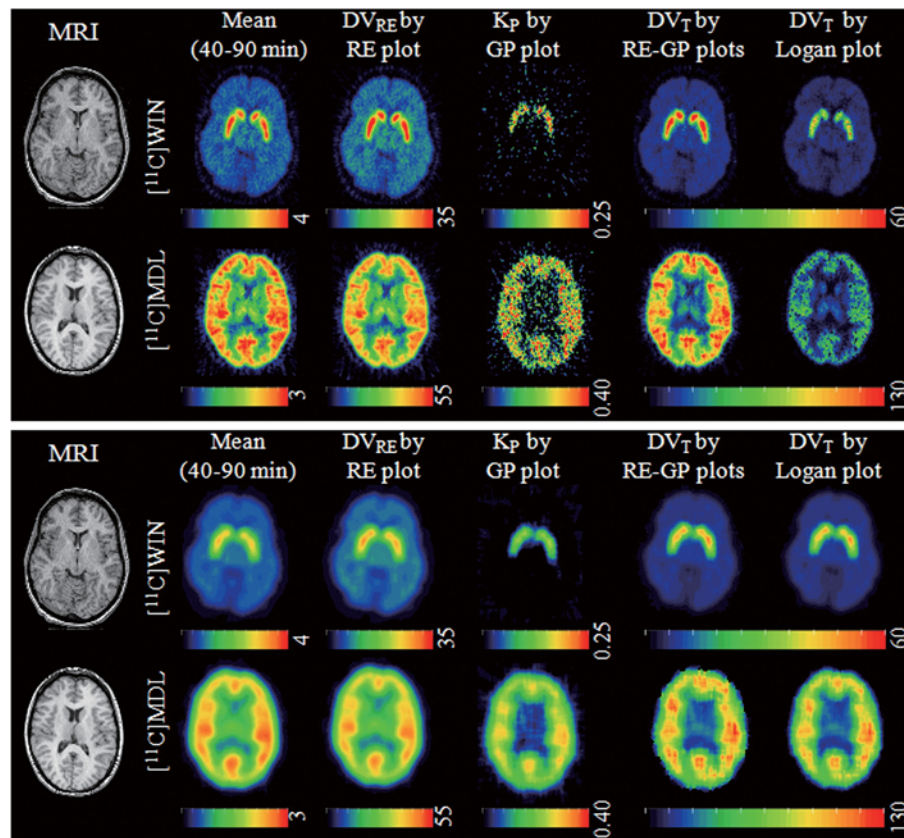 MRI
Mean
(40-90 min)
DV_RE by
RE plot
K_P by
GP plot
DV_T by
RE-GP plots
DV_T by
Logan plot
[¹¹C]WIN
4
35
0.25
60
[¹¹C]MDL
3
55
0.40
130
MRI
Mean
(40-90 min)
DV_RE by
RE plot
K_P by
GP plot
DV_T by
RE-GP plots
DV_T by
Logan plot
[¹¹C]WIN
4
35
0.25
60
[¹¹C]MDL
3
55
0.40
130